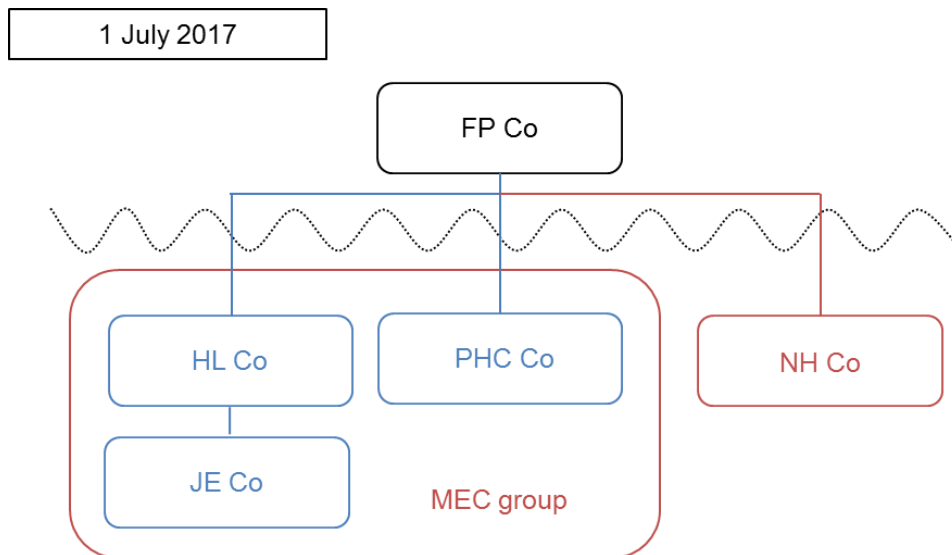 1 July 2017
FP Co
HL Co
PHC Co
NH Co
JE Co
MEC group